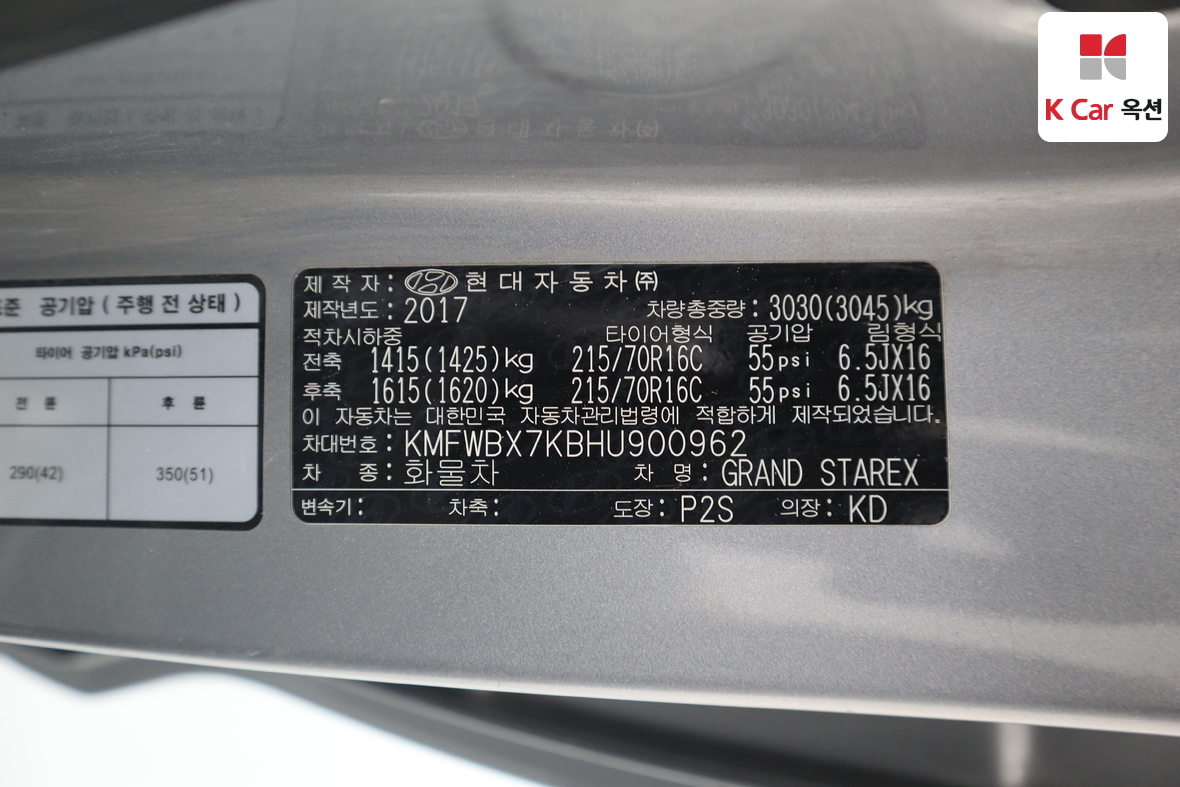 K Car 옥션
준 공기압 ( 주행 전 상태 )
타이어 공기압 kPa(psi)
전 륜 후 륜
290(42) 350(51)
제 작 자 : 현 대 자 동 차 ㈜
제작년도 : 2017 차량총중량 : 3030(3045)kg
적차시하중 타이어형식 공기압 림형식
전축 1415(1425)kg 215/70R16C 55psi 6.5JX16
후축 1615(1620)kg 215/70R16C 55psi 6.5JX16
이 자동차는 대한민국 자동차관리법령에 적합하게 제작되었습니다.
차대번호 : KMFWBX7KBHU900962
차 종 : 화물차 차 명 : GRAND STAREX
변속기 : 차축 : 도장 : P2S 의장 : KD